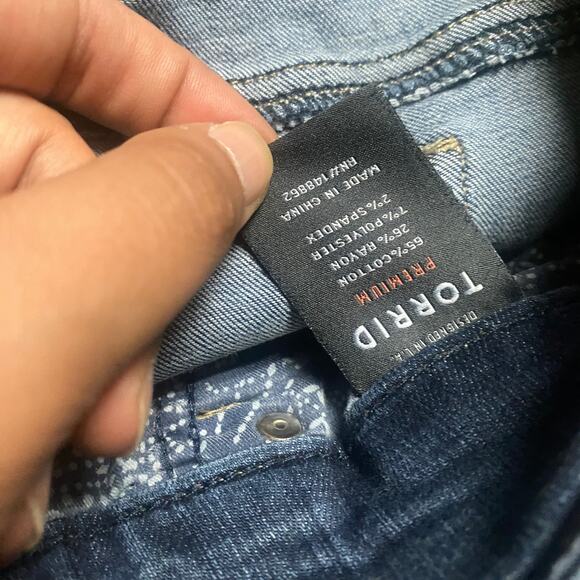 DESIGNED IN L.A.
TORRID
PREMIUM
65% COTTON
26% RAYON
7% POLYESTER
2% SPANDEX
MADE IN CHINA
RN// 148862